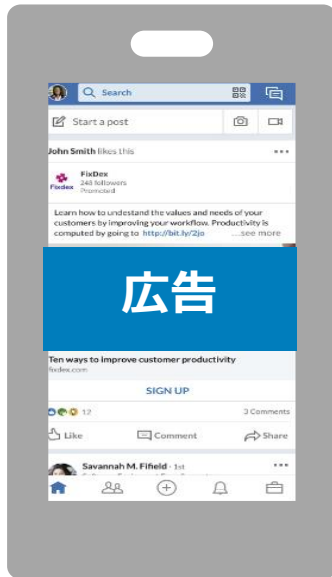 Search
Start a post
John Smith likes this
FixDex
Fixdex
248 followers
Promoted
Learn how to undestand the values and needs of your
customers by improving your workflow. Productivity is
computed by going to http://bit.ly/2jo ...see more
広告
Ten ways to improve customer productivity
fixdex.com
SIGN UP
12 3 Comments
Like Comment Share
Savannah M. Fifield · 1st